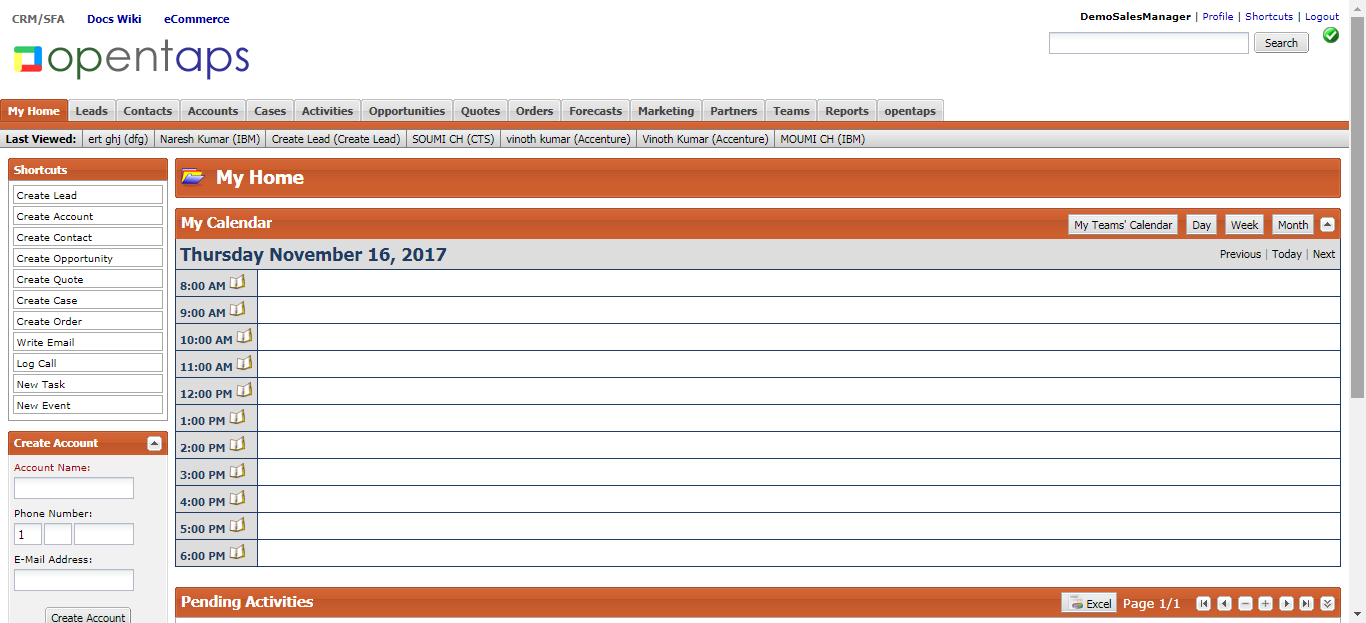 CRM/SFA Docs Wiki eCommerce
DemoSalesManager | Profile | Shortcuts | Logout
opentaps
Search
My Home Leads Contacts Accounts Cases Activities Opportunities Quotes Orders Forecasts Marketing Partners Teams Reports opentaps
Last Viewed: ert ghj (dfg) Naresh Kumar (IBM) Create Lead (Create Lead) SOUMI CH (CTS) vinoth kumar (Accenture) Vinoth Kumar (Accenture) MOUMI CH (IBM)
Shortcuts
Create Lead
Create Account
Create Contact
Create Opportunity
Create Quote
Create Case
Create Order
Write Email
Log Call
New Task
New Event
Create Account
Account Name:
Phone Number:
1
E-Mail Address:
Create Account
My Home
My Calendar
My Teams' Calendar Day Week Month
Thursday November 16, 2017
Previous | Today | Next
8:00 AM
9:00 AM
10:00 AM
11:00 AM
12:00 PM
1:00 PM
2:00 PM
3:00 PM
4:00 PM
5:00 PM
6:00 PM
Pending Activities
Excel Page 1/1